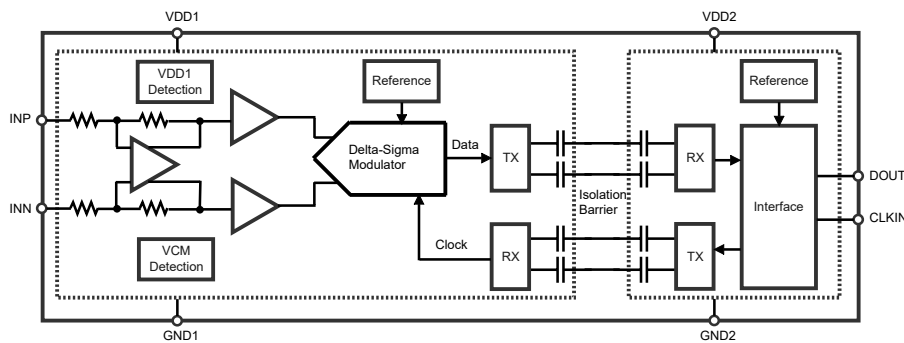 VDD1
VDD2
VDD1
Detection
Reference
Reference
INP
Delta-Sigma
Modulator
Data
TX
RX
DOUT
Isolation
Barrier
Interface
INN
CLKIN
VCM
Detection
Clock
RX
TX
GND1
GND2